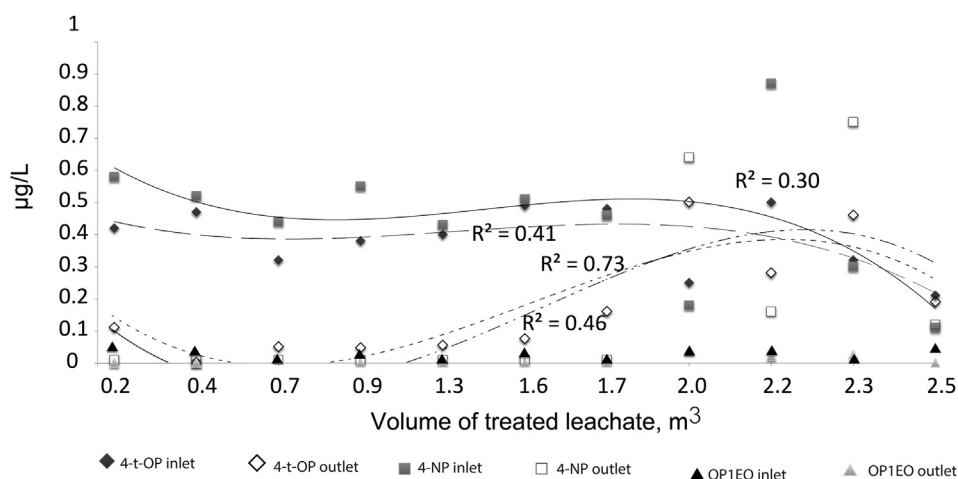 1
0.9
0.8
0.7
0.6
0.5
0.4
0.3
0.2
0.1
0
µg/L
R² = 0.30
R² = 0.41
R² = 0.73
R² = 0.46
0.2 0.4 0.7 0.9 1.3 1.6 1.7 2.0 2.2 2.3 2.5
Volume of treated leachate, m³
4-t-OP inlet 4-t-OP outlet 4-NP inlet 4-NP outlet OP1EO inlet OP1EO outlet